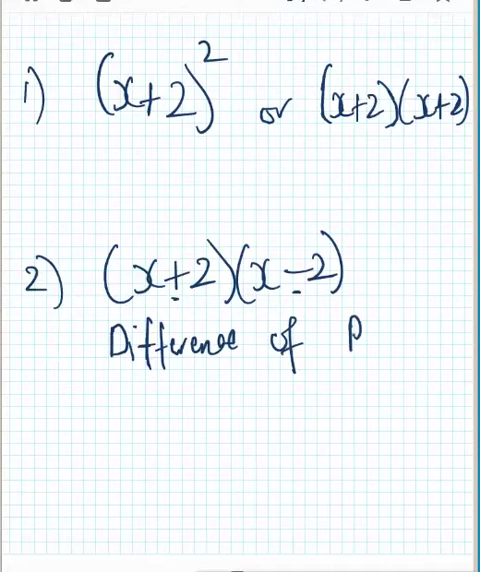 1) (x+2)² or (x+2)(x+2)
2) (x+2)(x-2)
Difference of P